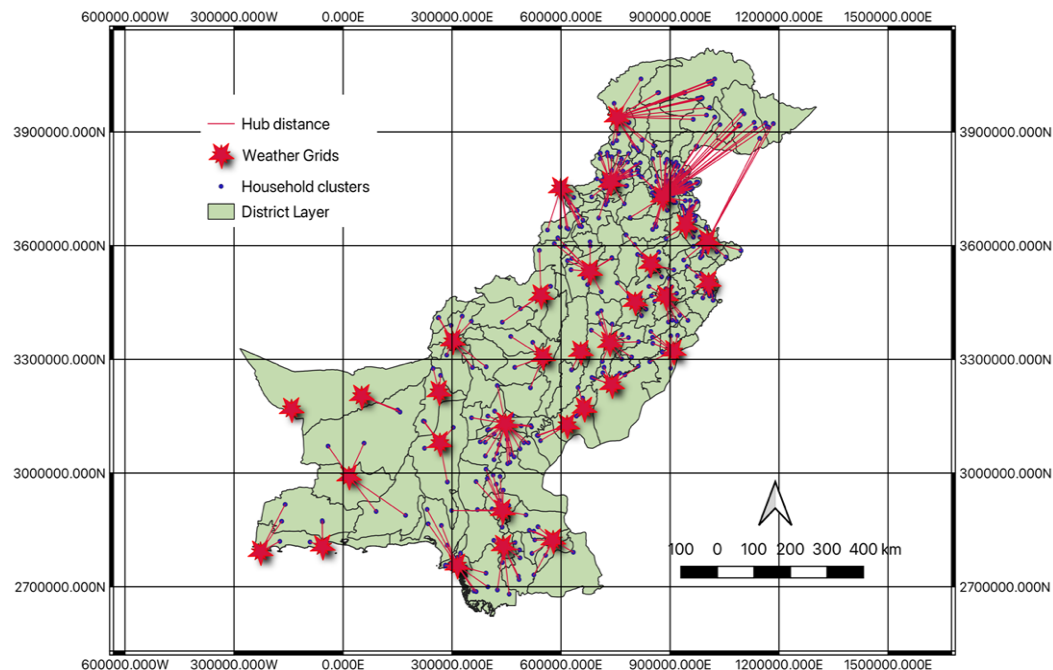 600000.000W 300000.000W 0.000E 300000.000E 600000.000E 900000.000E 1200000.000E 1500000.000E
Hub distance
Weather Grids
Household clusters
District Layer
3900000.000N 3900000.000N
3600000.000N 3600000.000N
3300000.000N 3300000.000N
3000000.000N 3000000.000N
100 0 100 200 300 400 km
2700000.000N 2700000.000N
600000.000W 300000.000W 0.000E 300000.000E 600000.000E 900000.000E 1200000.000E 1500000.000E